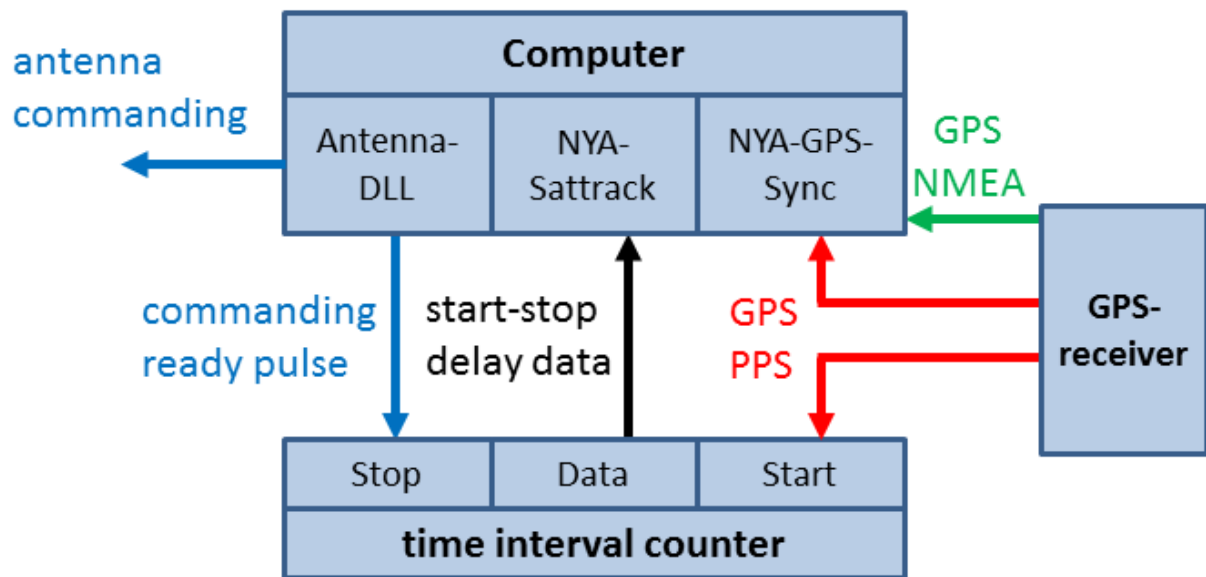 Computer
antenna
commanding
Antenna-
DLL
NYA-
Sattrack
NYA-GPS-
Sync
GPS
NMEA
commanding
ready pulse
start-stop
delay data
GPS
PPS
GPS-
receiver
Stop
Data
Start
time interval counter